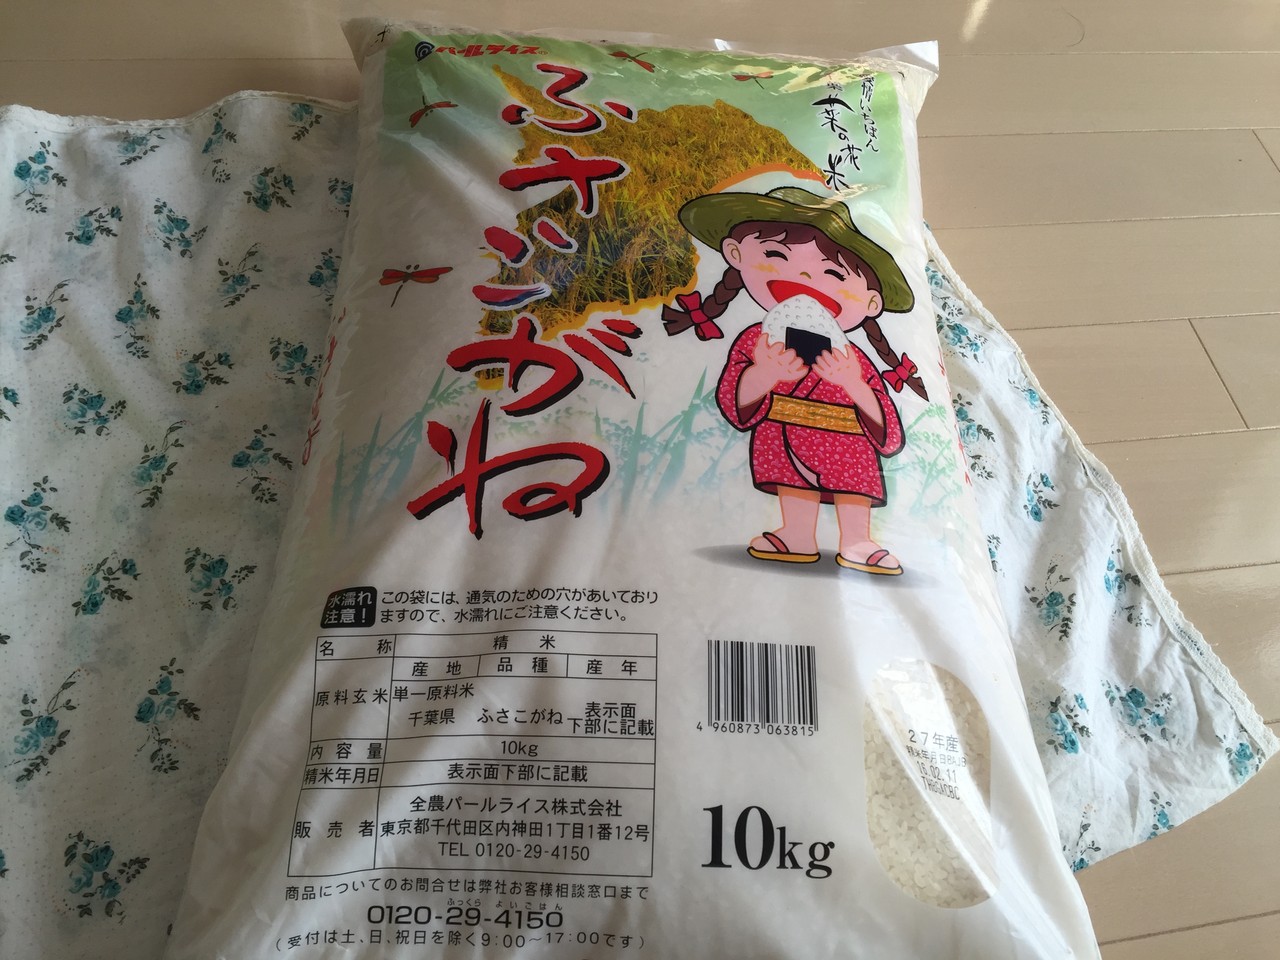 パールライス
ふさこがね
菜の花米
水濡れ
注意!
この袋には、通気のための穴があいており
ますので、水濡れにご注意ください。
名称 精米
原料玄米 産地 品種 産年
単一原料米
千葉県 ふさこがね 表示面
下部に記載
内容量 10kg
精米年月日 表示面下部に記載
販売者 全農パールライス株式会社
東京都千代田区内神田1丁目1番12号
TEL 0120-29-4150
商品についてのお問合せは弊社お客様相談窓口まで
ふっくら よいごはん
0120-29-4150
(受付は土、日、祝日を除く9:00~17:00です)
4 960873 063815
10kg
27年産
精米年月日
16.02.11